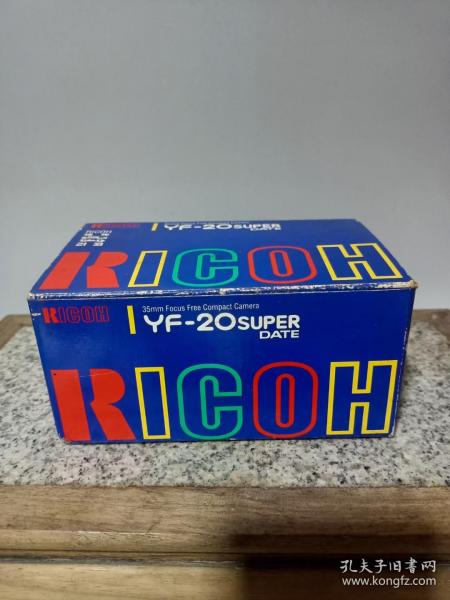 RICOH
RICOH
YF-20SUPER
DATE
RICOH
RICOH
35mm Focus Free Compact Camera
YF-20SUPER
DATE
RICOH
孔夫子旧书网
www.kongfz.com